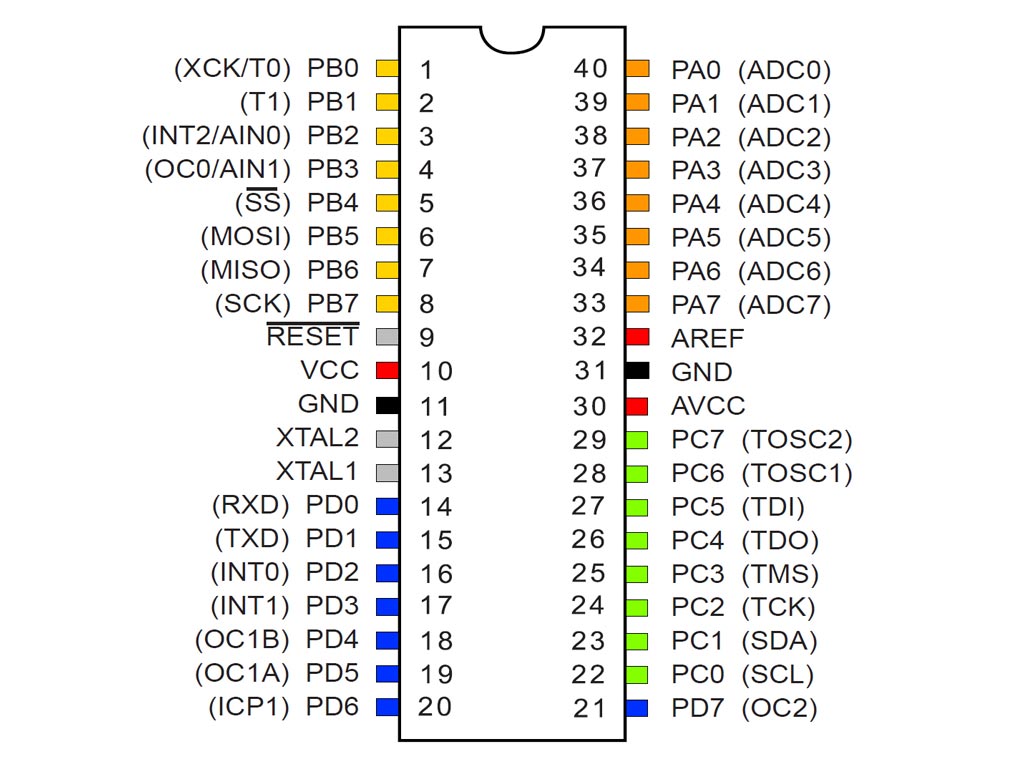 (XCK/T0) PB0 1 40 PA0 (ADC0)
(T1) PB1 2 39 PA1 (ADC1)
(INT2/AIN0) PB2 3 38 PA2 (ADC2)
(OC0/AIN1) PB3 4 37 PA3 (ADC3)
(S̅S̅) PB4 5 36 PA4 (ADC4)
(MOSI) PB5 6 35 PA5 (ADC5)
(MISO) PB6 7 34 PA6 (ADC6)
(SCK) PB7 8 33 PA7 (ADC7)
R̅E̅S̅E̅T̅ 9 32 AREF
VCC 10 31 GND
GND 11 30 AVCC
XTAL2 12 29 PC7 (TOSC2)
XTAL1 13 28 PC6 (TOSC1)
(RXD) PD0 14 27 PC5 (TDI)
(TXD) PD1 15 26 PC4 (TDO)
(INT0) PD2 16 25 PC3 (TMS)
(INT1) PD3 17 24 PC2 (TCK)
(OC1B) PD4 18 23 PC1 (SDA)
(OC1A) PD5 19 22 PC0 (SCL)
(ICP1) PD6 20 21 PD7 (OC2)